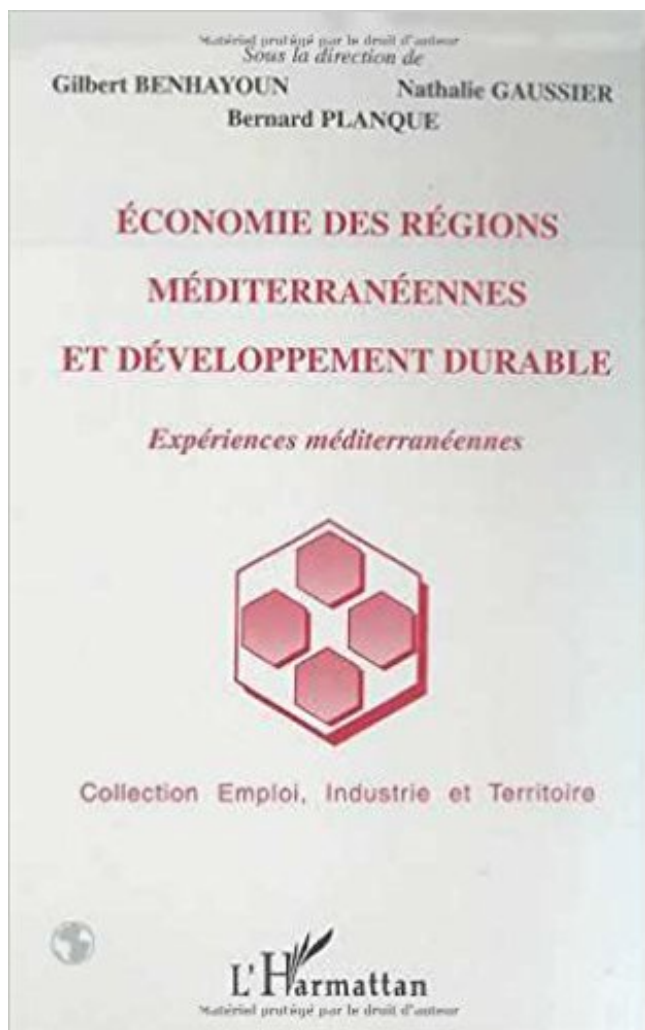 Matériel protégé par le droit d'auteur
Sous la direction de
Gilbert BENHAYOUN Nathalie GAUSSIER
Bernard PLANQUE
ÉCONOMIE DES RÉGIONS
MÉDITERRANÉENNES
ET DÉVELOPPEMENT DURABLE
Expériences méditerranéennes
Collection Emploi, Industrie et Territoire
L'Harmattan
Matériel protégé par le droit d'auteur